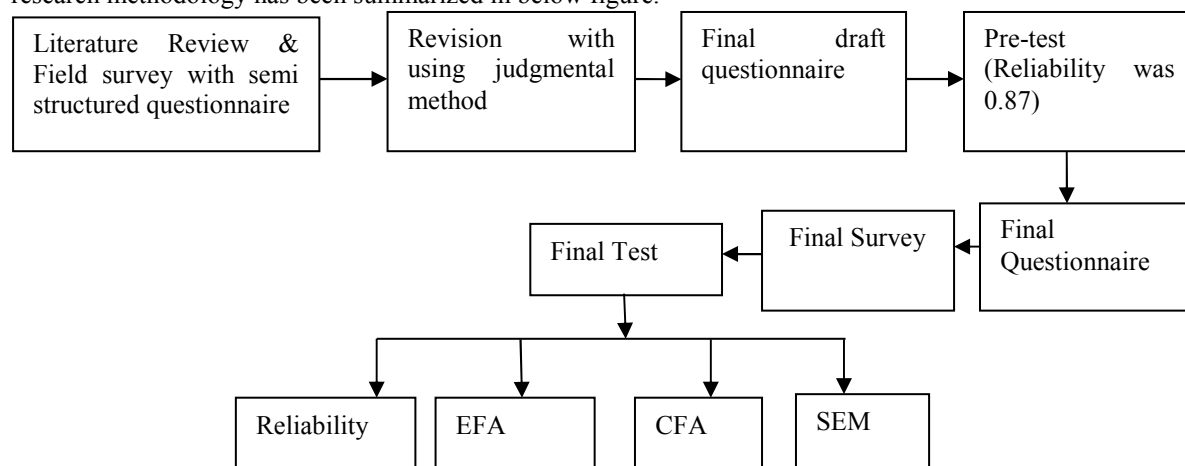 research methodology has been summarized in below figure.
Literature Review &
Field survey with semi
structured questionnaire
Revision with
using judgmental
method
Final draft
questionnaire
Pre-test
(Reliability was
0.87)
Final
Questionnaire
Final Survey
Final Test
Reliability
EFA
CFA
SEM